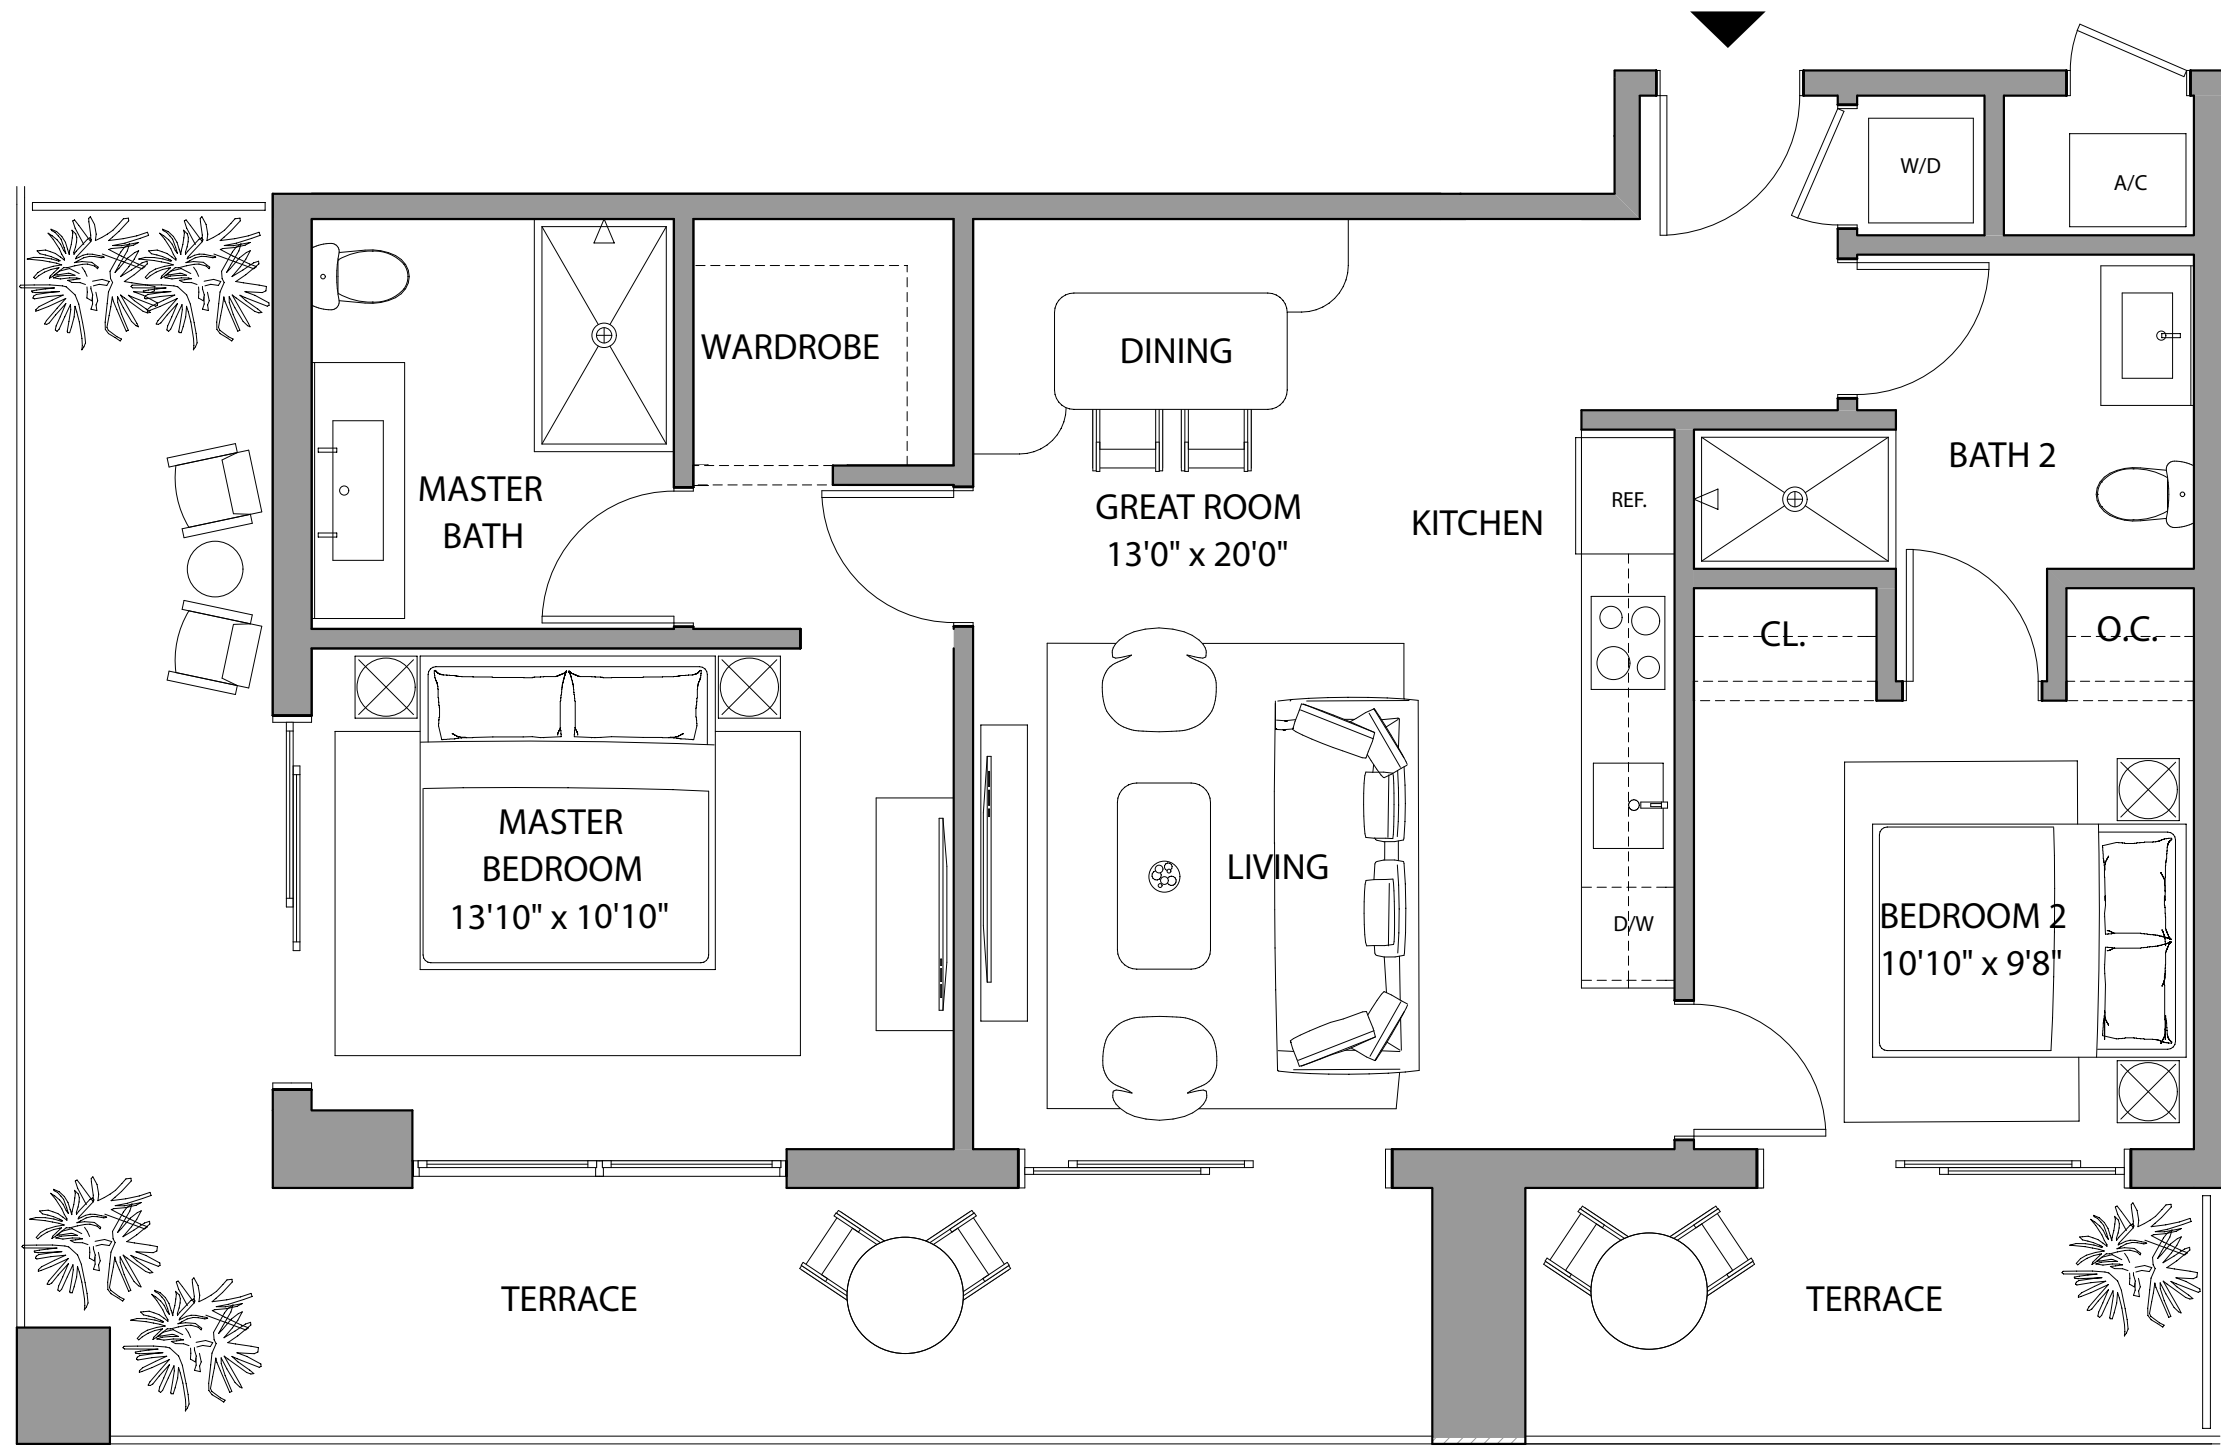 W/D
A/C
WARDROBE
DINING
MASTER
BATH
GREAT ROOM
13'0" x 20'0"
KITCHEN
REF.
BATH 2
CL.
O.C.
MASTER
BEDROOM
13'10" x 10'10"
LIVING
D/W
BEDROOM 2
10'10" x 9'8"
TERRACE
TERRACE